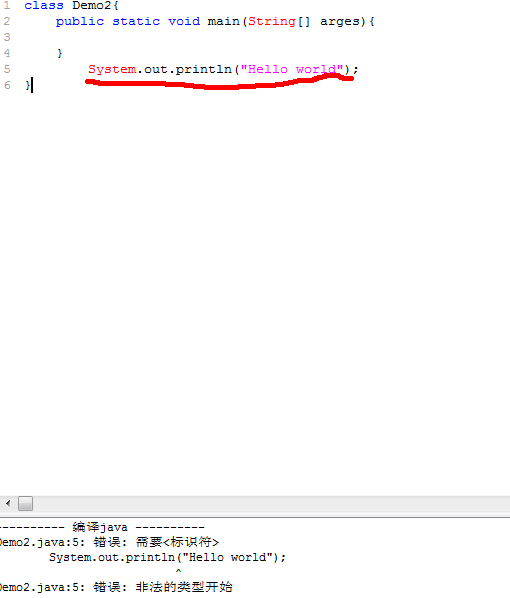 1 class Demo2{
2 public static void main(String[] arges){
3
4 }
5 System.out.println("Hello world");
6 }
---------- 编译java ----------
Demo2.java:5: 错误: 需要<标识符>
System.out.println("Hello world");
^
Demo2.java:5: 错误: 非法的类型开始